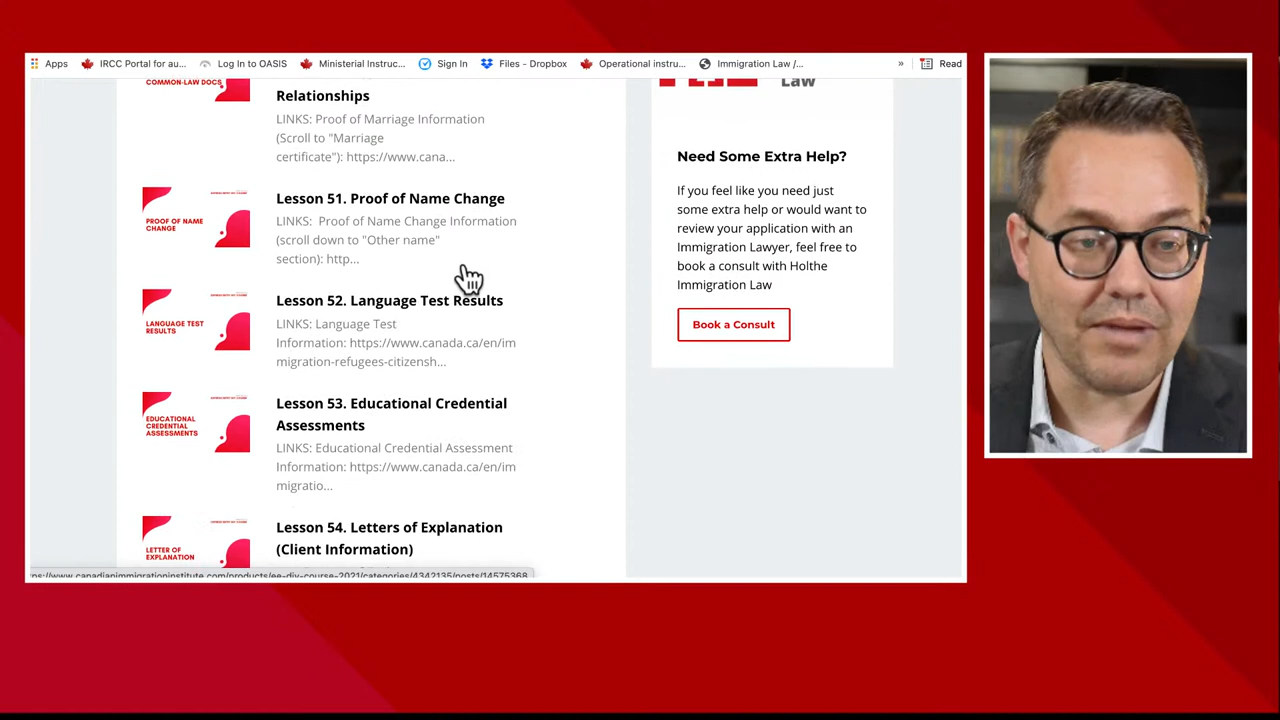 Apps
IRCC Portal for au...
Log In to OASIS
Ministerial Instruc...
Sign In
Files - Dropbox
Operational instru...
Immigration Law /...
»
Read
COMMON-LAW DOCS
Relationships
LINKS: Proof of Marriage Information
(Scroll to "Marriage
certificate"): https://www.cana...
PROOF OF NAME
CHANGE
Lesson 51. Proof of Name Change
LINKS:  Proof of Name Change Information
(scroll down to "Other name"
section): http...
LANGUAGE TEST
RESULTS
Lesson 52. Language Test Results
LINKS: Language Test
Information: https://www.canada.ca/en/im
migration-refugees-citizensh...
EDUCATIONAL
CREDENTIAL
ASSESSMENTS
Lesson 53. Educational Credential
Assessments
LINKS: Educational Credential Assessment
Information: https://www.canada.ca/en/im
migratio...
LETTER OF
EXPLANATION
Lesson 54. Letters of Explanation
(Client Information)
Law
Need Some Extra Help?
If you feel like you need just
some extra help or would want to
review your application with an
Immigration Lawyer, feel free to
book a consult with Holthe
Immigration Law
Book a Consult